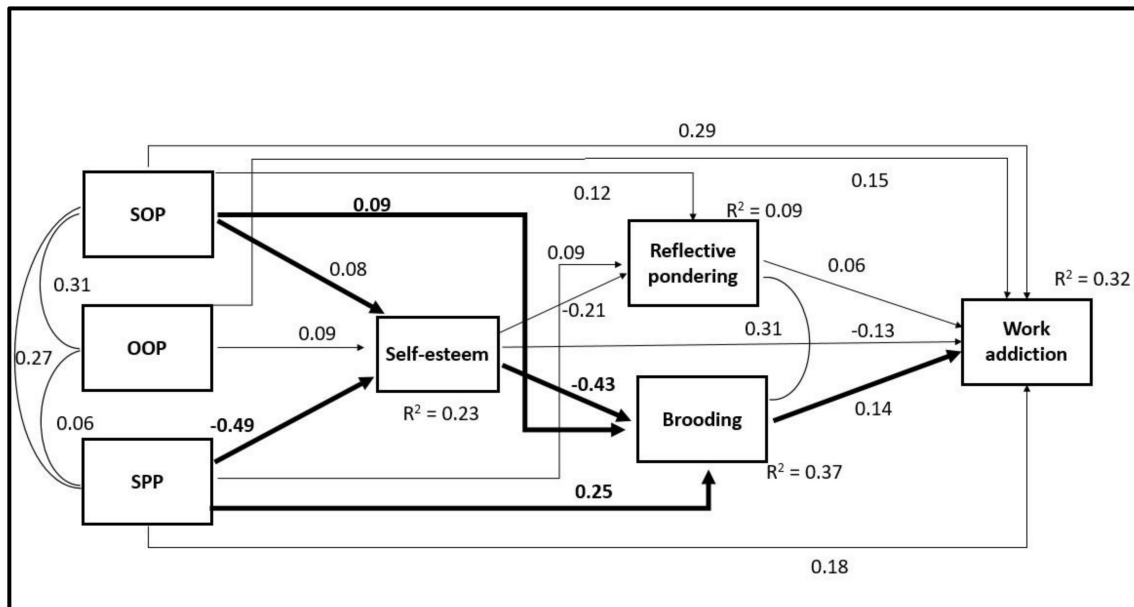 0.29
0.15
0.12
SOP
0.09
R² = 0.09
Reflective
pondering
0.09
0.06
0.08
R² = 0.32
0.31
-0.21
OOP
0.09
Self-esteem
0.31
-0.13
Work
addiction
0.27
0.06
-0.49
R² = 0.23
-0.43
Brooding
0.14
SPP
R² = 0.37
0.25
0.18